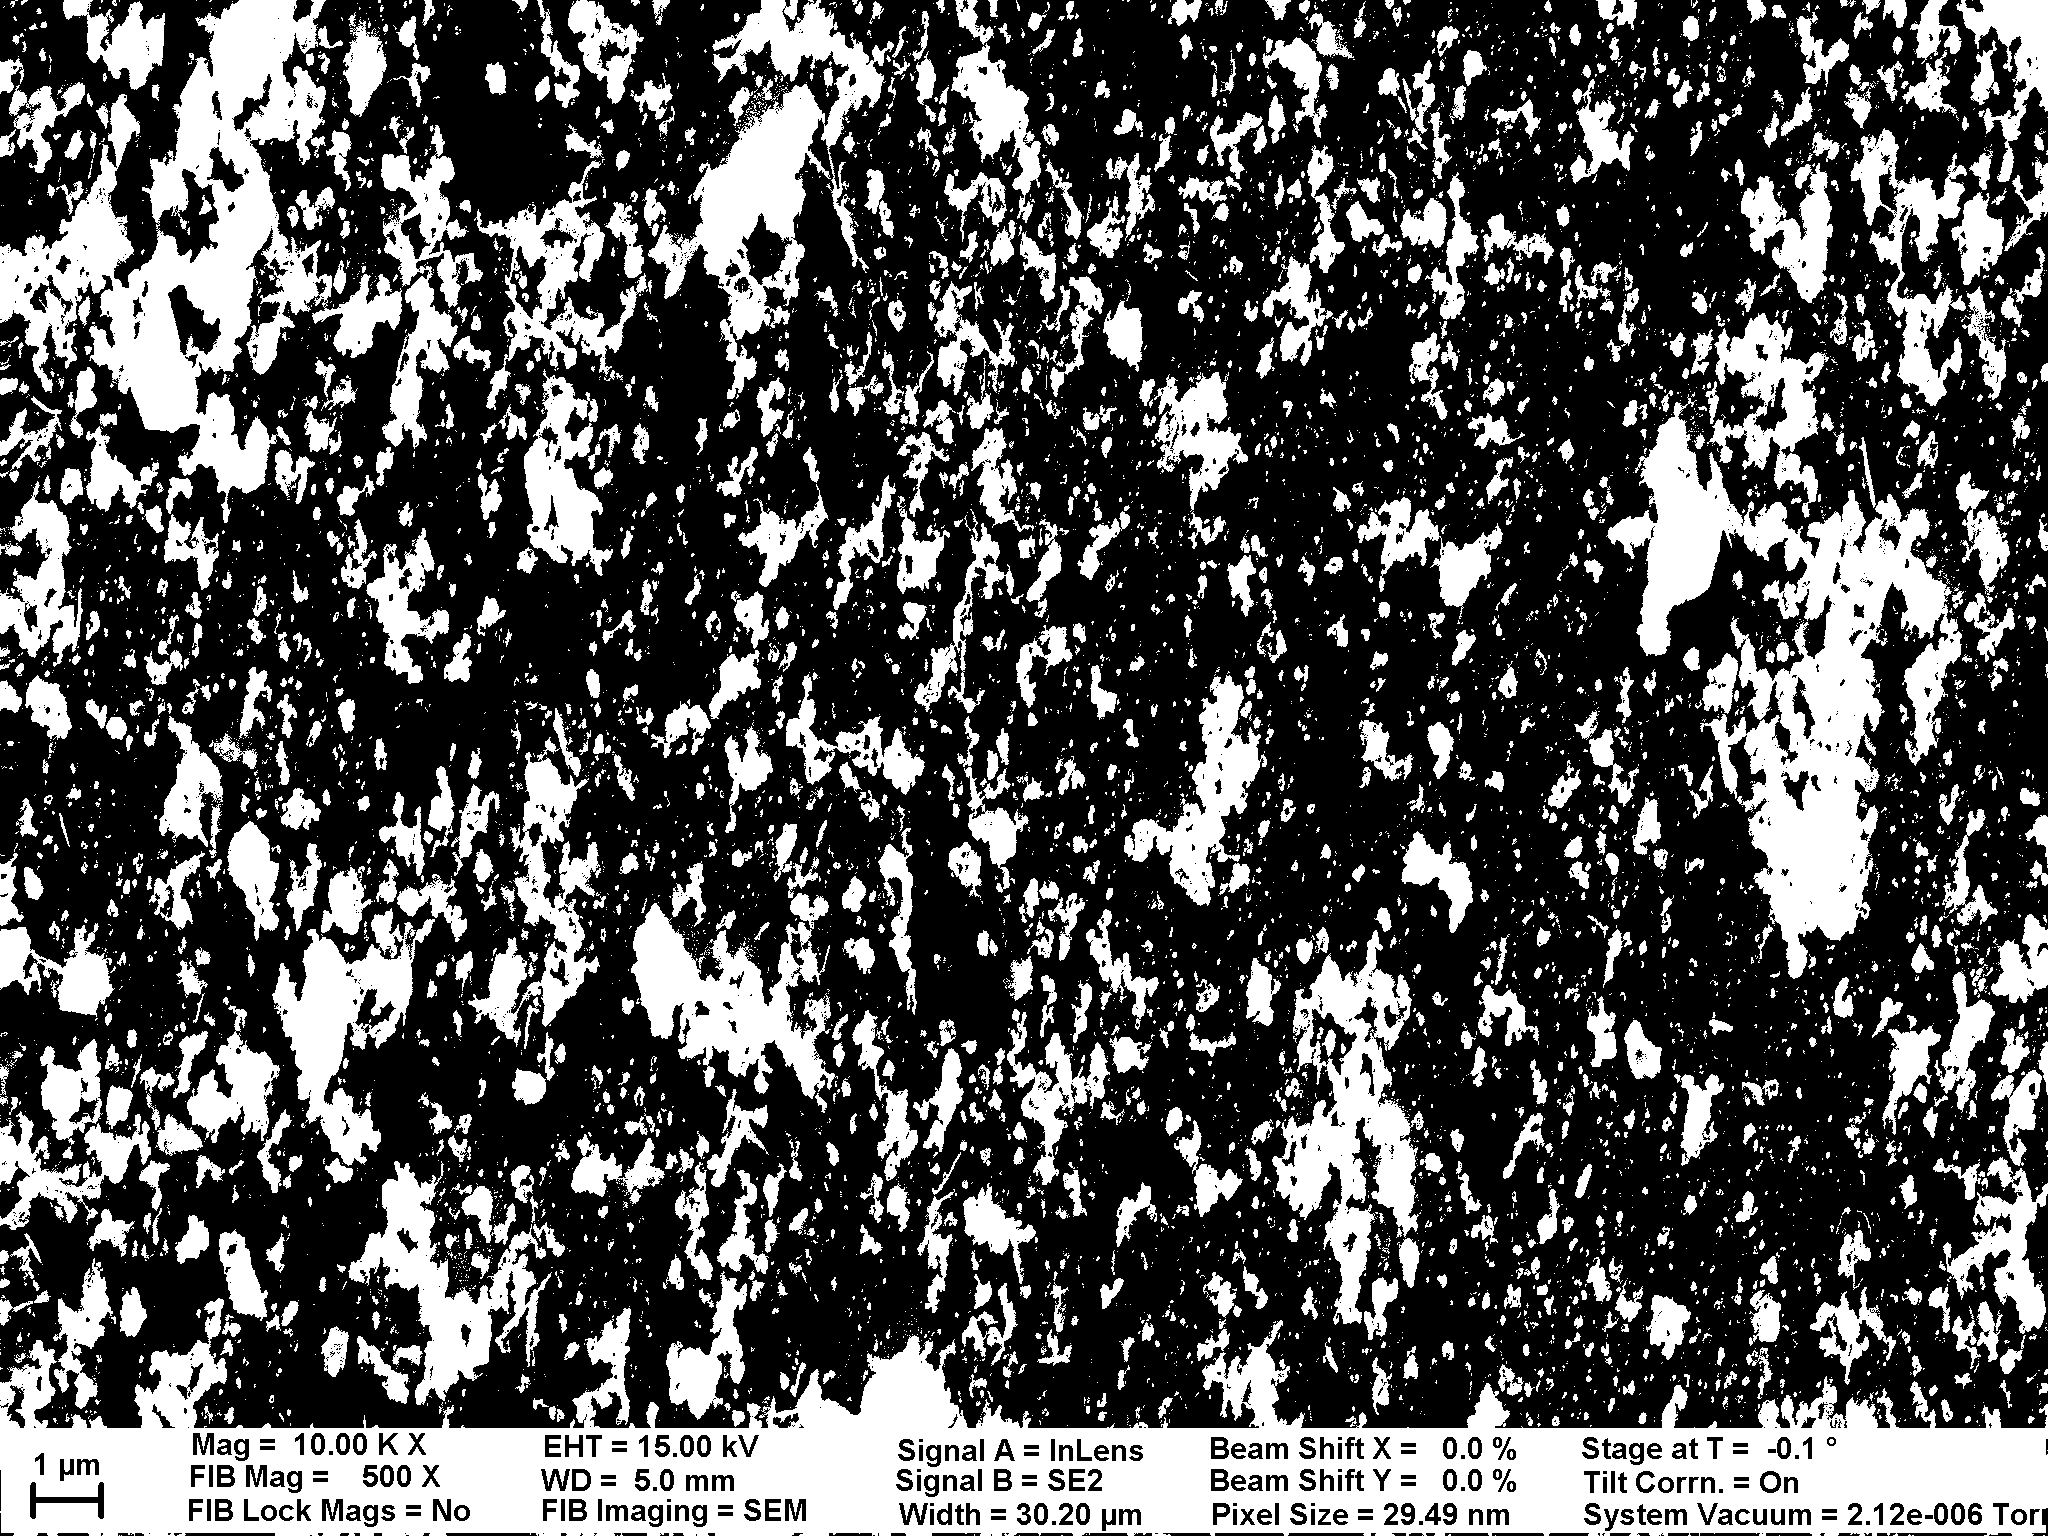 1 µm
Mag = 10.00 K X
FIB Mag = 500 X
FIB Lock Mags = No
EHT = 15.00 kV
WD = 5.0 mm
FIB Imaging = SEM
Signal A = InLens
Signal B = SE2
Width = 30.20 µm
Beam Shift X = 0.0 %
Beam Shift Y = 0.0 %
Pixel Size = 29.49 nm
Stage at T = -0.1 °
Tilt Corrn. = On
System Vacuum = 2.12e-006 Torr